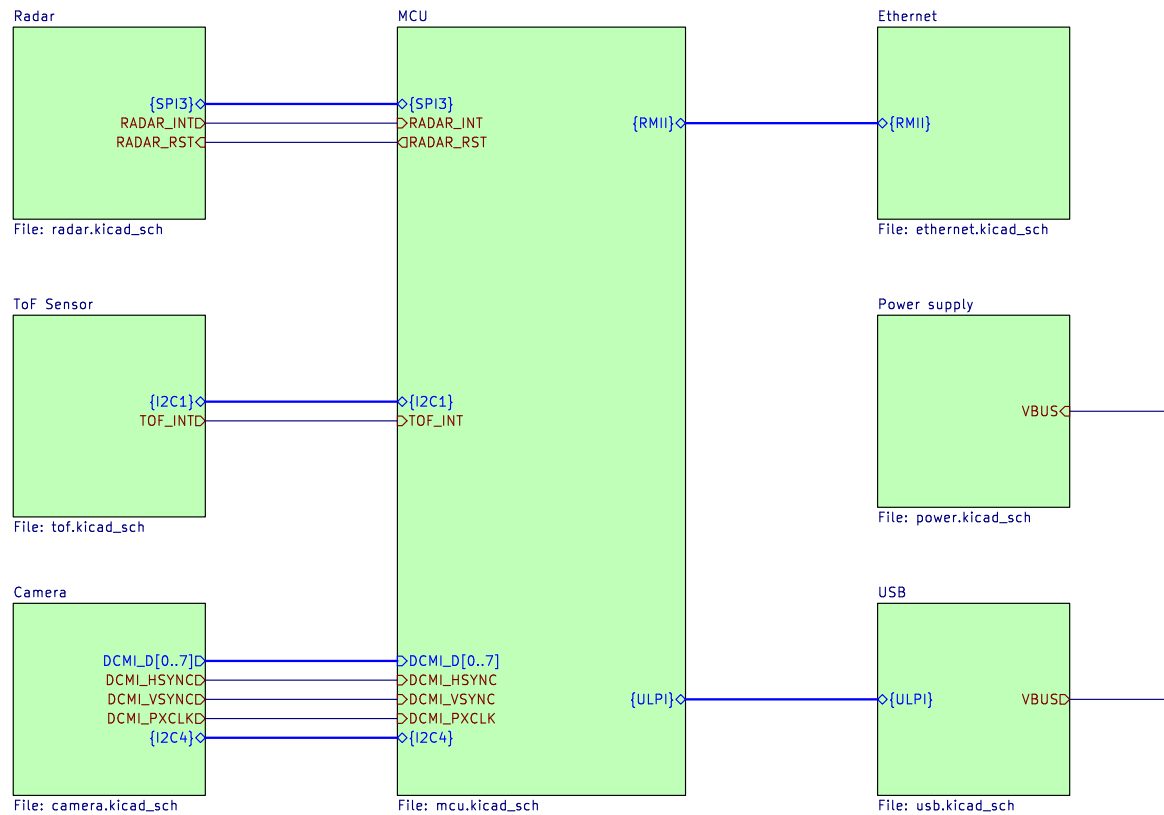 Radar
{SPI3}
RADAR_INT
RADAR_RST
File: radar.kicad_sch
ToF Sensor
{I2C1}
TOF_INT
File: tof.kicad_sch
Camera
DCMI_D[0..7]
DCMI_HSYNC
DCMI_VSYNC
DCMI_PXCLK
{I2C4}
File: camera.kicad_sch
MCU
{SPI3}
RADAR_INT
RADAR_RST
{RMII}
{I2C1}
TOF_INT
DCMI_D[0..7]
DCMI_HSYNC
DCMI_VSYNC
{ULPI}
DCMI_PXCLK
{I2C4}
File: mcu.kicad_sch
Ethernet
{RMII}
File: ethernet.kicad_sch
Power supply
VBUS
File: power.kicad_sch
USB
{ULPI}
VBUS
File: usb.kicad_sch